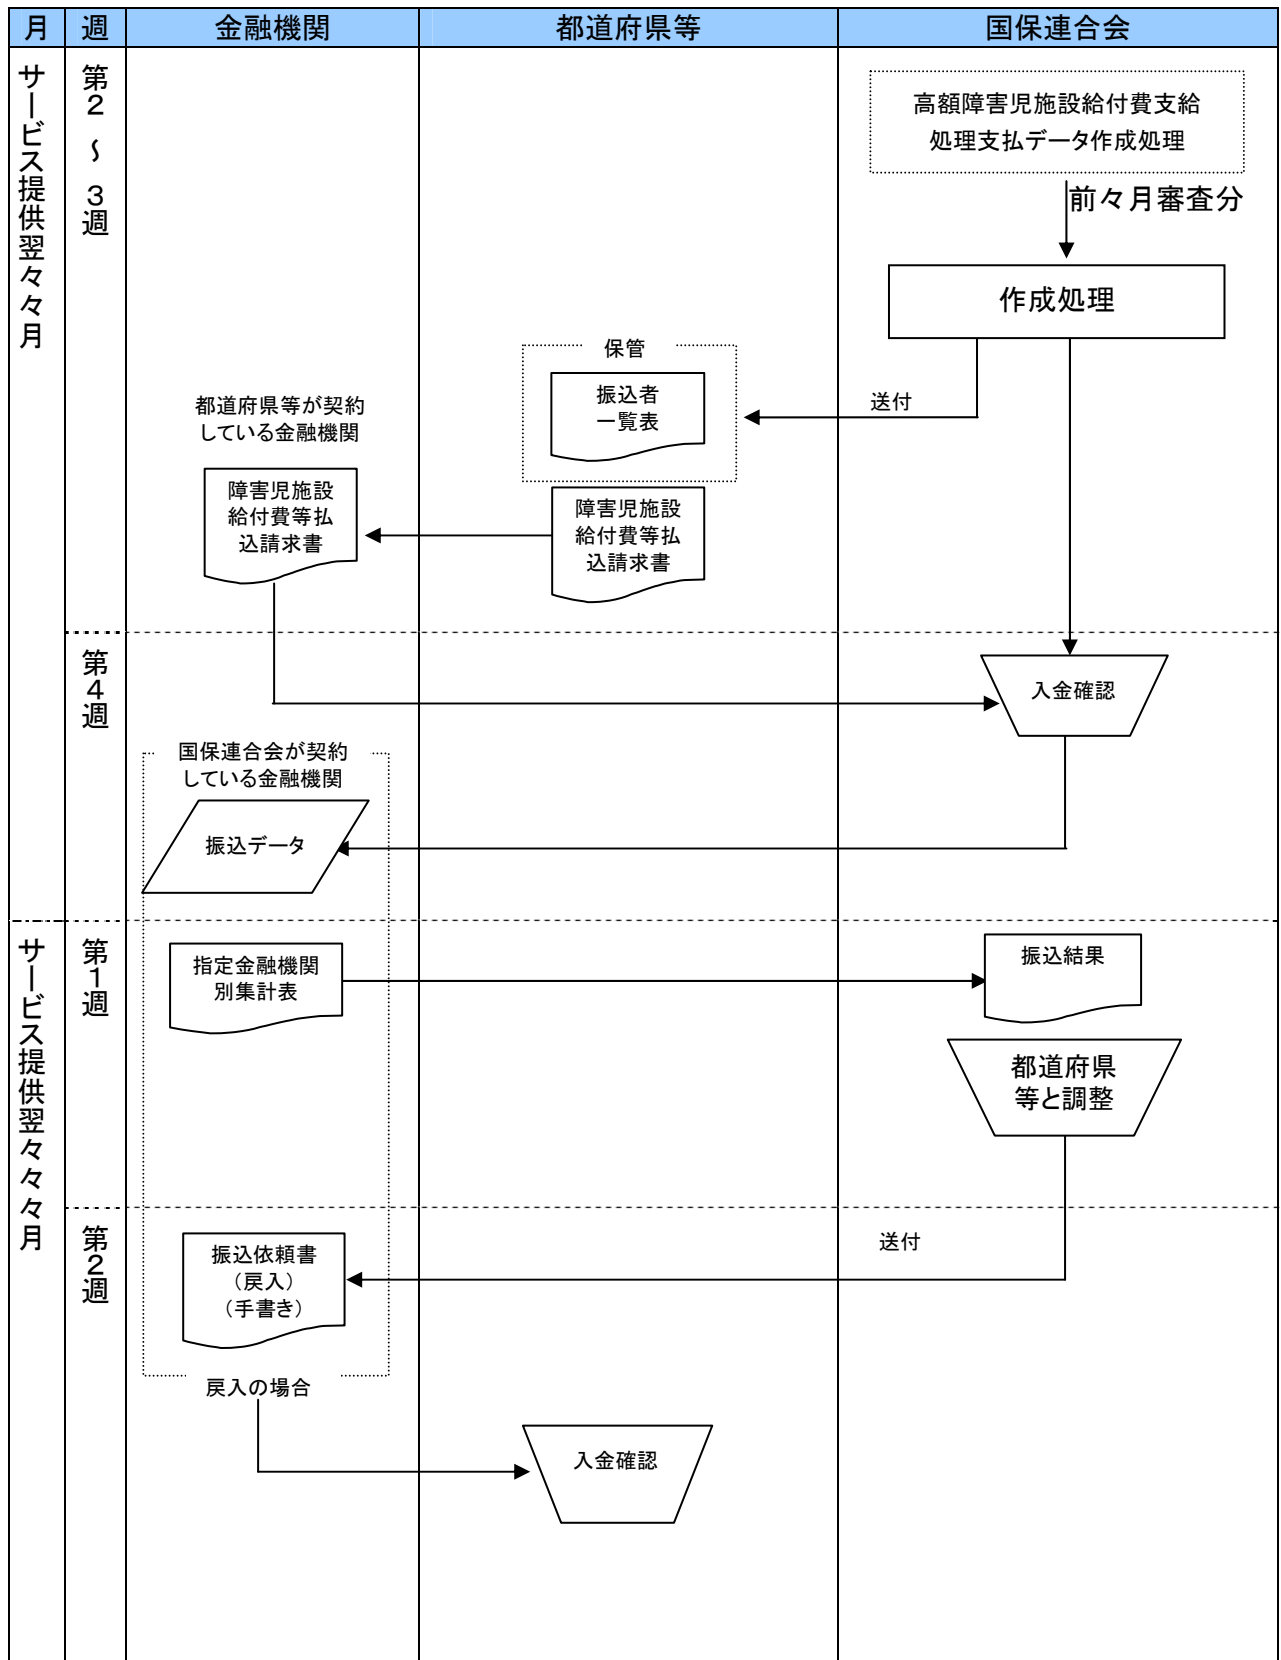 月 週 金融機関 都道府県等 国保連合会
サービス提供翌々月
第2～3週
高額障害児施設給付費支給
処理支払データ作成処理
前々月審査分
作成処理
保管
振込者
一覧表
送付
都道府県等が契約
している金融機関
障害児施設
給付費等払
込請求書
障害児施設
給付費等払
込請求書
第4週
入金確認
国保連合会が契約
している金融機関
振込データ
サービス提供翌々々月
第1週
指定金融機関
別集計表
振込結果
都道府県
等と調整
第2週
送付
振込依頼書
（戻入）
（手書き）
戻入の場合
入金確認